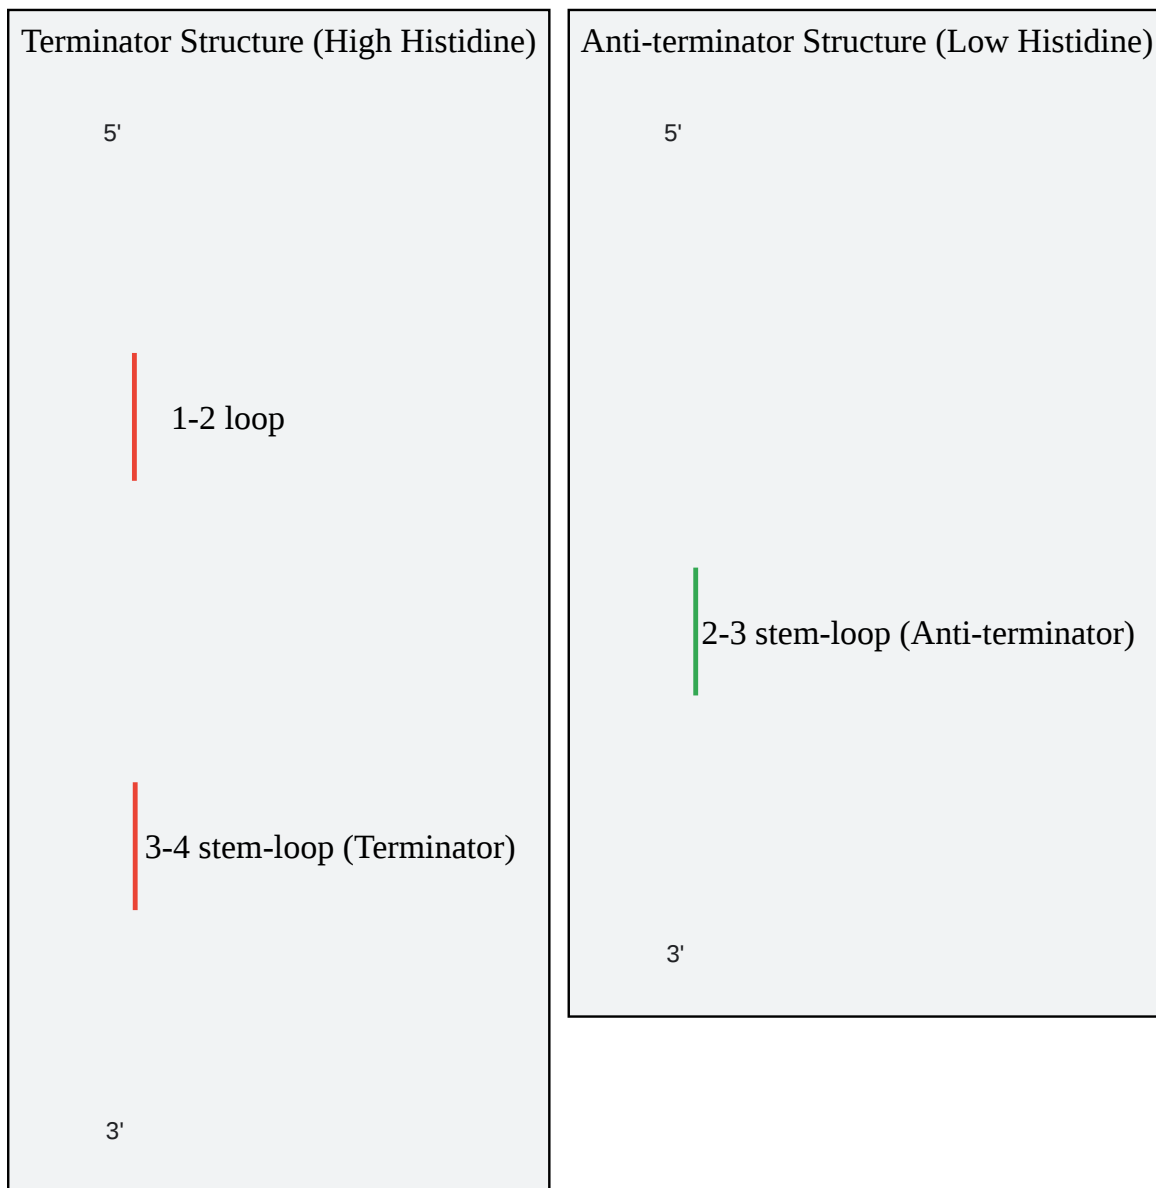 Terminator Structure (High Histidine)
5'
1-2 loop
3-4 stem-loop (Terminator)
3'
Anti-terminator Structure (Low Histidine)
5'
2-3 stem-loop (Anti-terminator)
3'